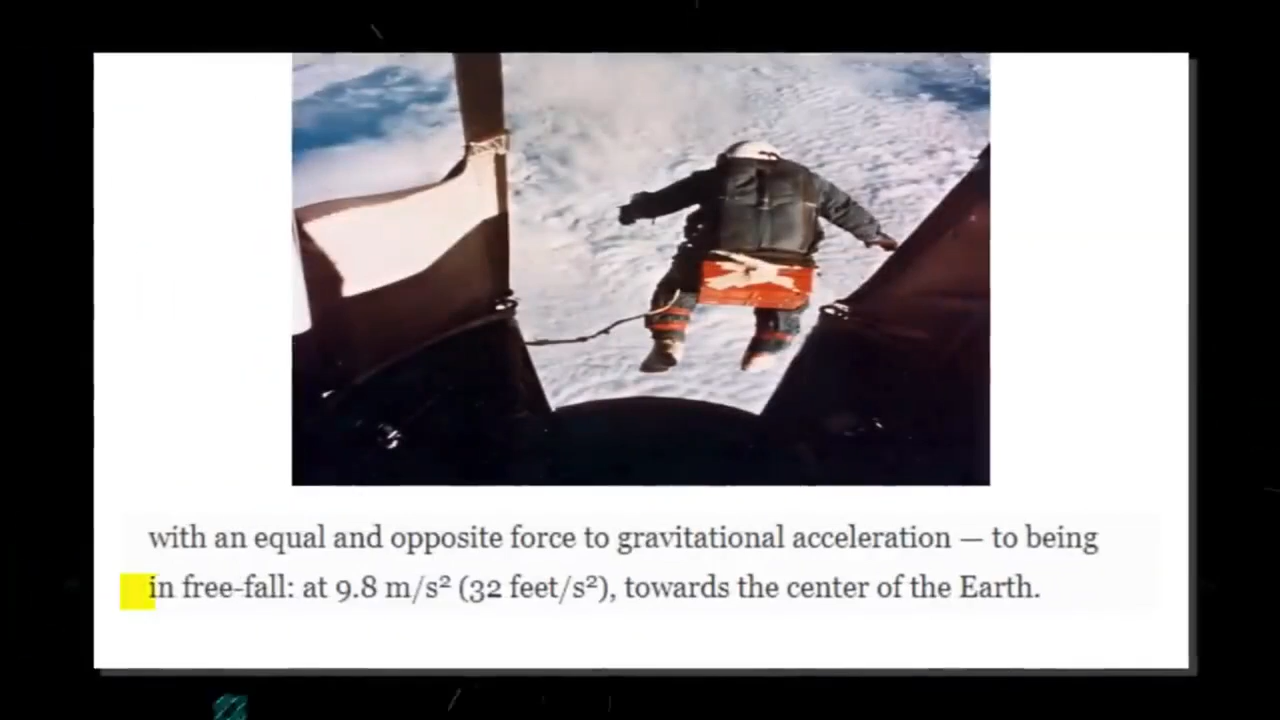 with an equal and opposite force to gravitational acceleration — to being
in free-fall: at 9.8 m/s² (32 feet/s²), towards the center of the Earth.